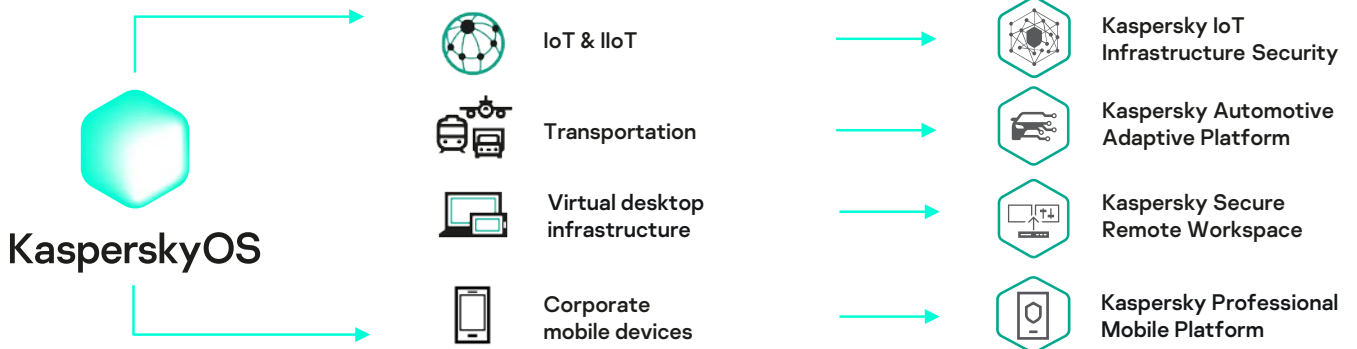 KasperskyOS
IoT & IIoT
Kaspersky IoT
Infrastructure Security
Transportation
Kaspersky Automotive
Adaptive Platform
Virtual desktop
infrastructure
Kaspersky Secure
Remote Workspace
Corporate
mobile devices
Kaspersky Professional
Mobile Platform